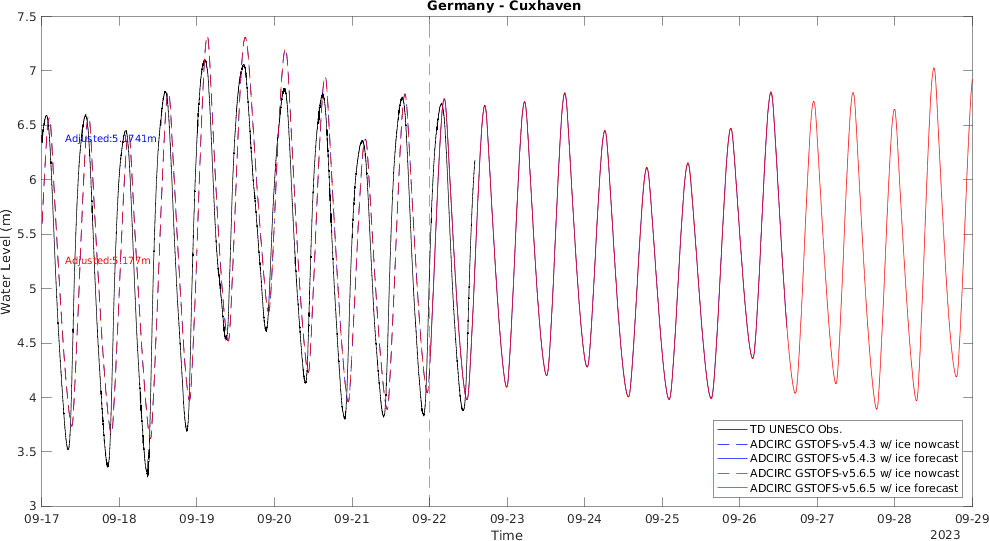 Germany - Cuxhaven
7.5
7
6.5
6
5.5
5
4.5
4
3.5
3
Water Level (m)
Adjusted:5.1741m
Adjusted:5.177m
TD UNESCO Obs.
ADCIRC GSTOFS-v5.4.3 w/ ice nowcast
ADCIRC GSTOFS-v5.4.3 w/ ice forecast
ADCIRC GSTOFS-v5.6.5 w/ ice nowcast
ADCIRC GSTOFS-v5.6.5 w/ ice forecast
09-17 09-18 09-19 09-20 09-21 09-22 09-23 09-24 09-25 09-26 09-27 09-28 09-29
Time
2023